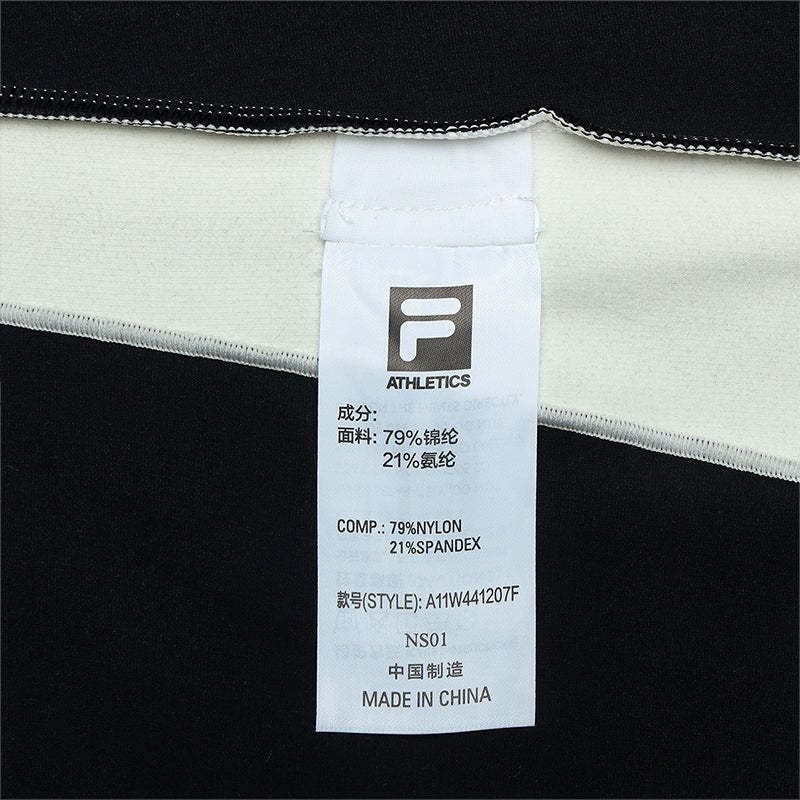 F
ATHLETICS
成分:
面料: 79%锦纶
21%氨纶
COMP.: 79%NYLON
21%SPANDEX
款号(STYLE): A11W441207F
NS01
中国制造
MADE IN CHINA